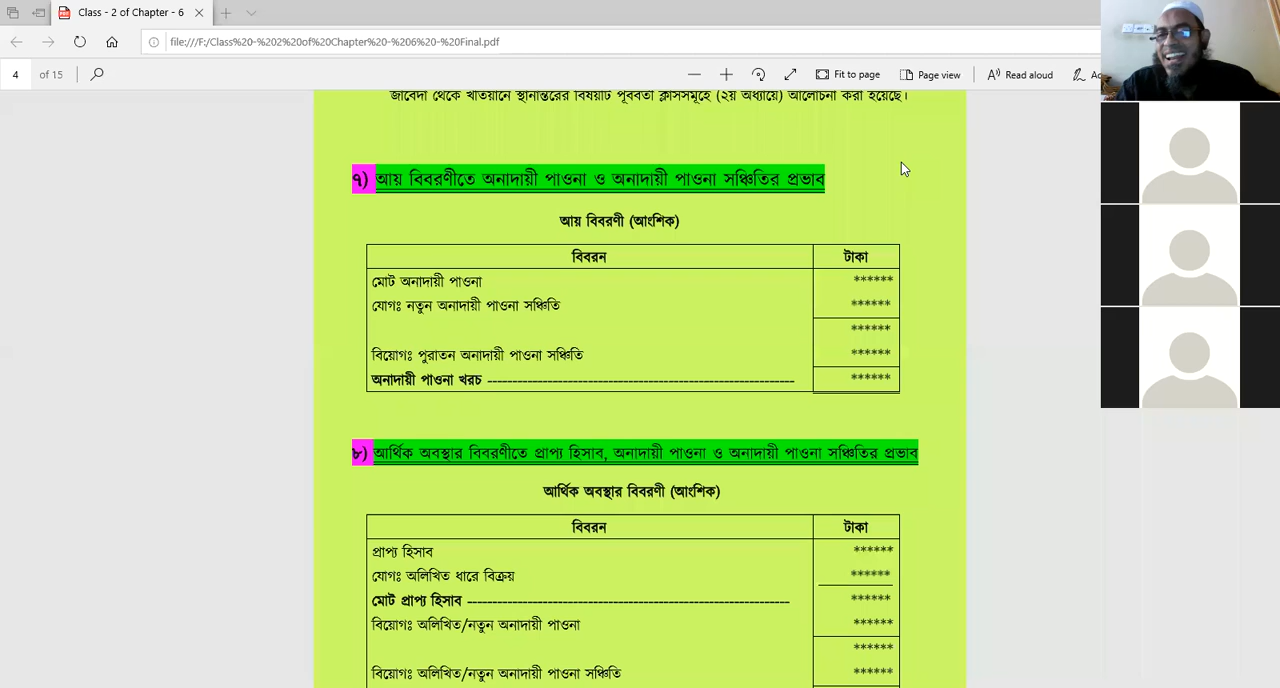 Class - 2 of Chapter - 6
file:///F:/Class%20-%202%20of%20Chapter%20-%206%20-%20Final.pdf
4 of 15
Fit to page
Page view
Read aloud
জাবেদা থেকে খতিয়ানে স্থানান্তরের বিষয়টি পূর্ববর্তী ক্লাসসমূহে (২য় অধ্যায়ে) আলোচনা করা হয়েছে।
৭) আয় বিবরণীতে অনাদায়ী পাওনা ও অনাদায়ী পাওনা সঞ্চিতির প্রভাব
আয় বিবরণী (আংশিক)
বিবরন টাকা
মোট অনাদায়ী পাওনা ******
যোগঃ নতুন অনাদায়ী পাওনা সঞ্চিতি ******
******
বিয়োগঃ পুরাতন অনাদায়ী পাওনা সঞ্চিতি ******
অনাদায়ী পাওনা খরচ ------------------------------------------------------------- ******
৮) আর্থিক অবস্থার বিবরণীতে প্রাপ্য হিসাব, অনাদায়ী পাওনা ও অনাদায়ী পাওনা সঞ্চিতির প্রভাব
আর্থিক অবস্থার বিবরণী (আংশিক)
বিবরন টাকা
প্রাপ্য হিসাব ******
যোগঃ অলিখিত ধারে বিক্রয় ******
মোট প্রাপ্য হিসাব ---------------------------------------------------------------- ******
বিয়োগঃ অলিখিত/নতুন অনাদায়ী পাওনা ******
******
বিয়োগঃ অলিখিত/নতুন অনাদায়ী পাওনা সঞ্চিতি ******